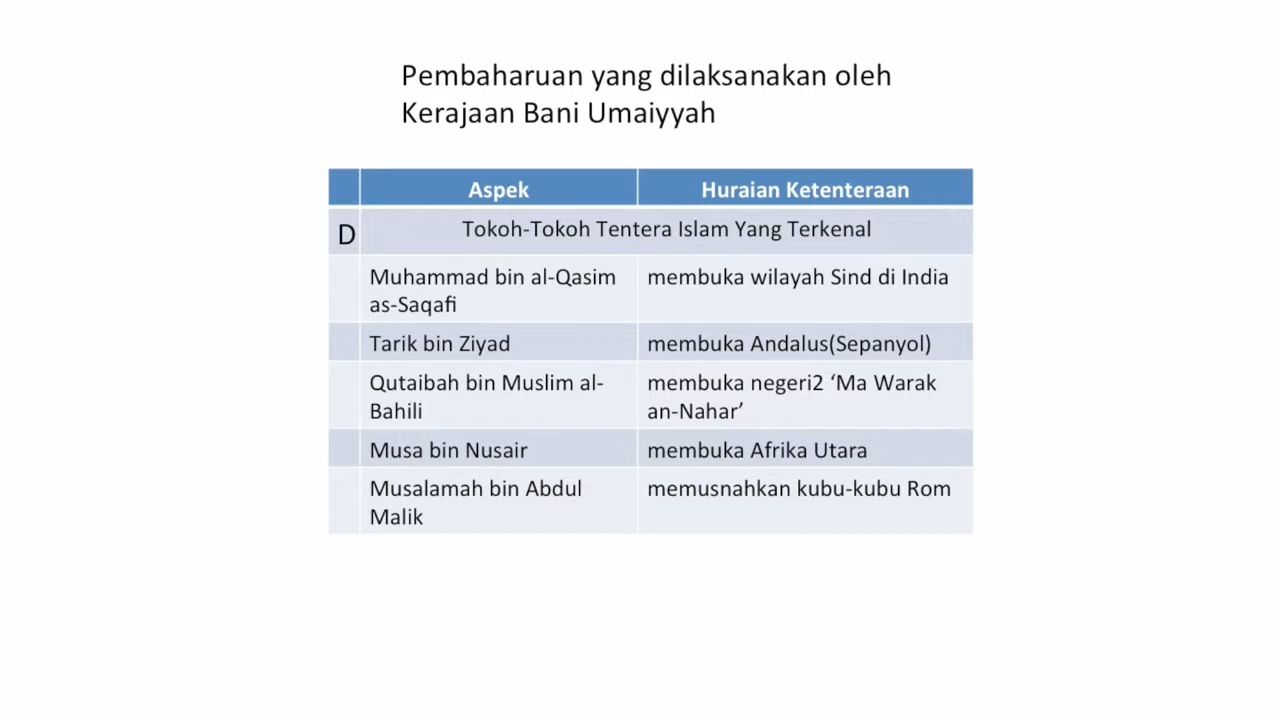 Pembaharuan yang dilaksanakan oleh
Kerajaan Bani Umaiyyah
Aspek
Huraian Ketenteraan
D
Tokoh-Tokoh Tentera Islam Yang Terkenal
Muhammad bin al-Qasim
as-Saqafi
membuka wilayah Sind di India
Tarik bin Ziyad
membuka Andalus(Sepanyol)
Qutaibah bin Muslim al-
Bahili
membuka negeri2 ‘Ma Warak
an-Nahar’
Musa bin Nusair
membuka Afrika Utara
Musalamah bin Abdul
Malik
memusnahkan kubu-kubu Rom